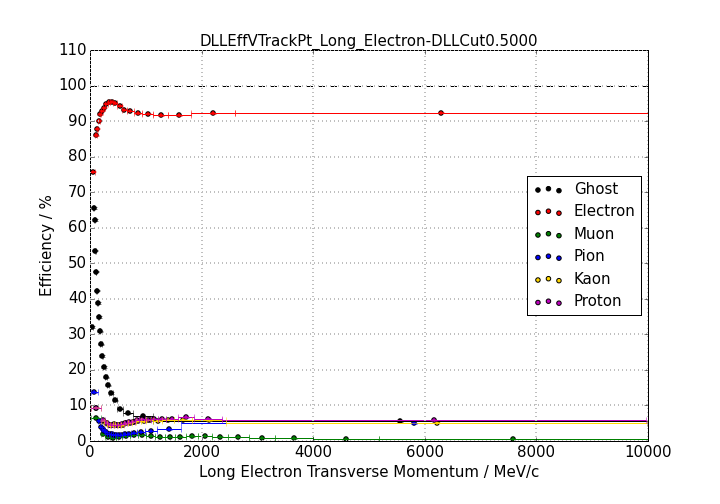 DLLEffVTrackPt_Long_Electron-DLLCut0.5000
110
100
90
80
70
60
50
40
30
20
10
0
Efficiency / %
Ghost
Electron
Muon
Pion
Kaon
Proton
0 2000 4000 6000 8000 10000
Long Electron Transverse Momentum / MeV/c